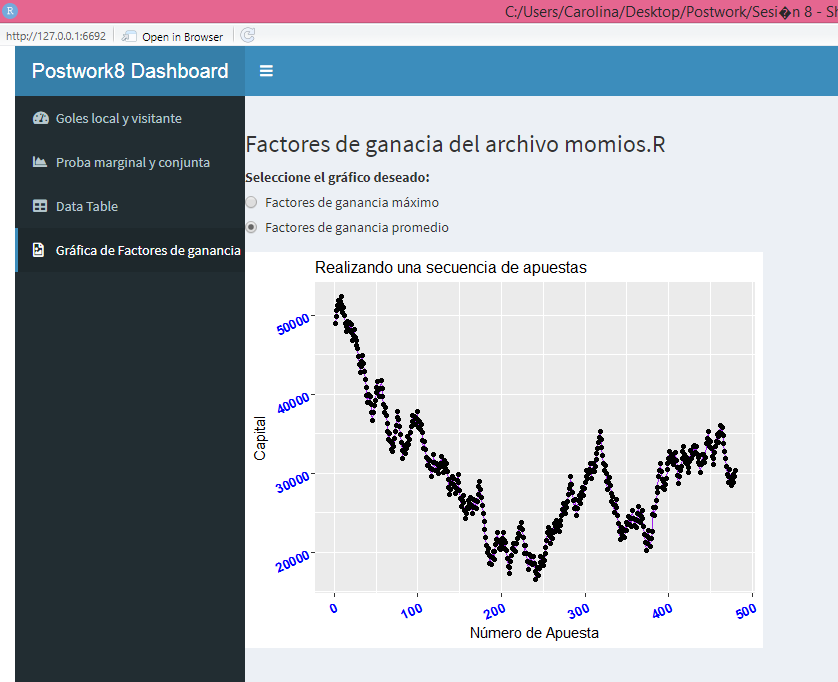 C:/Users/Carolina/Desktop/Postwork/Sesi�n 8 - Sh
http://127.0.0.1:6692
Open in Browser
Postwork8 Dashboard
Goles local y visitante
Proba marginal y conjunta
Data Table
Gráfica de Factores de ganancia
Factores de ganacia del archivo momios.R
Seleccione el gráfico deseado:
Factores de ganancia máximo
Factores de ganancia promedio
Realizando una secuencia de apuestas
Capital
50000
40000
30000
20000
0
100
200
300
400
500
Número de Apuesta